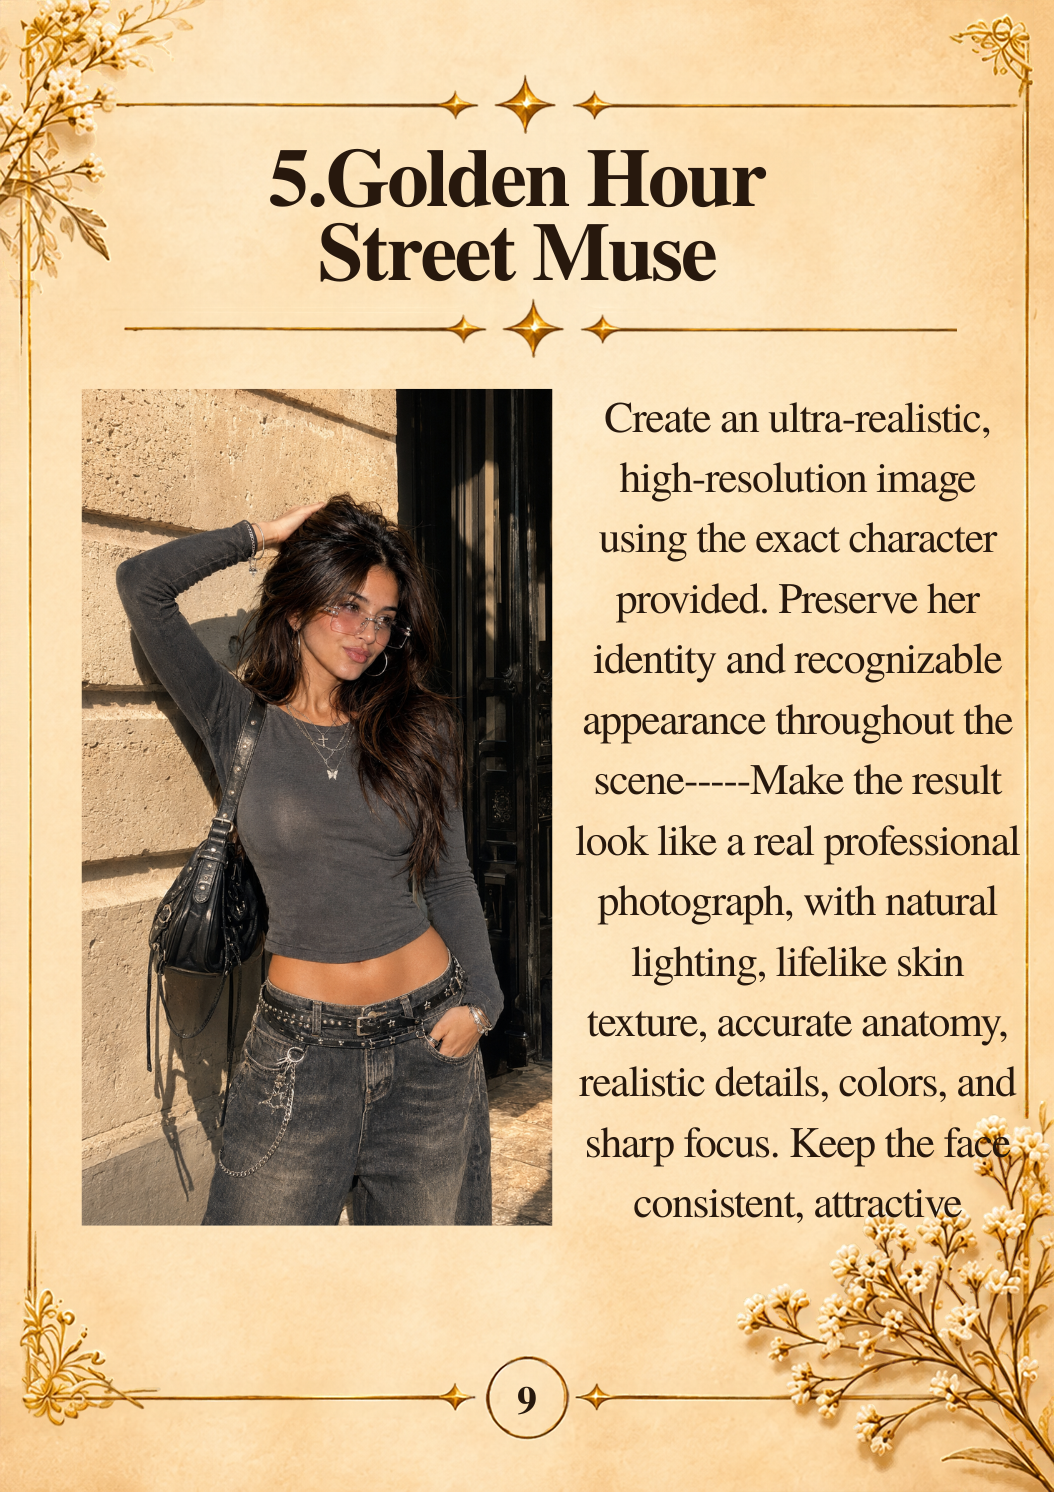 5.Golden Hour
Street Muse
Create an ultra-realistic,
high-resolution image
using the exact character
provided. Preserve her
identity and recognizable
appearance throughout the
scene-----Make the result
look like a real professional
photograph, with natural
lighting, lifelike skin
texture, accurate anatomy,
realistic details, colors, and
sharp focus. Keep the face
consistent, attractive
9